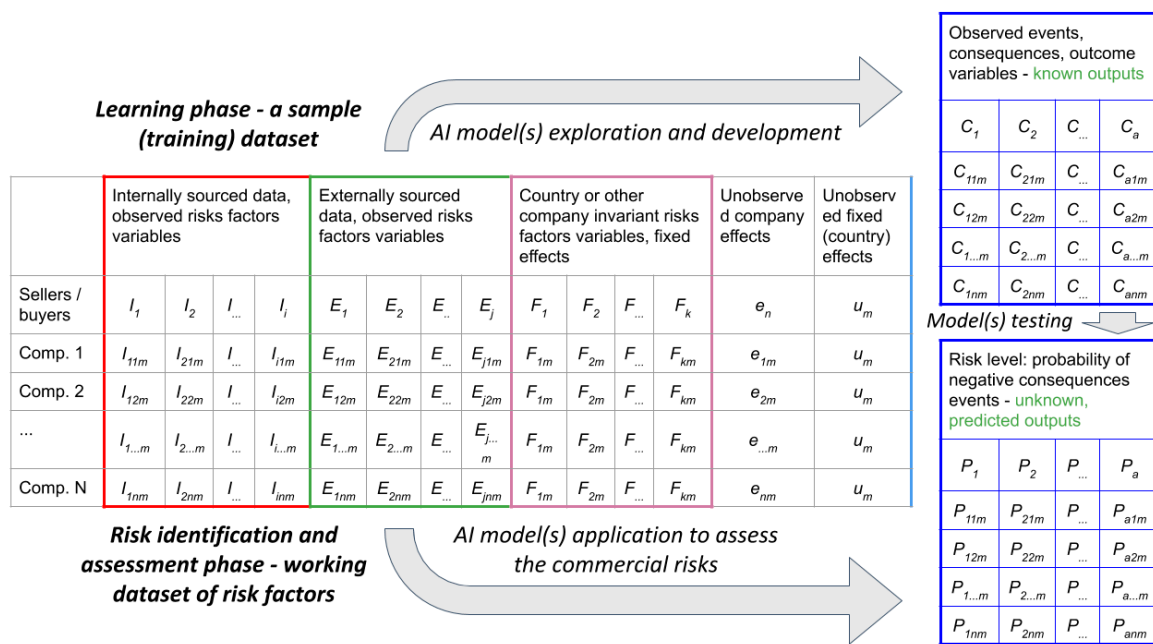 Observed events,
consequences, outcome
variables - known outputs
C1 C2 C... Ca
C11m C21m C... Ca1m
C12m C22m C... Ca2m
C1...m C2...m C... Ca...m
C1nm C2nm C... Canm
Learning phase - a sample
(training) dataset
AI model(s) exploration and development
Internally sourced data,
observed risks factors
variables
Externally sourced
data, observed risks
factors variables
Country or other
company invariant risks
factors variables, fixed
effects
Unobserve
d company
effects
Unobserv
ed fixed
(country)
effects
Sellers /
buyers
I1 I2 I... Ii E1 E2 E.. Ej F1 F2 F... Fk en um
Comp. 1 I11m I21m I... Ii1m E11m E21m E... Ej1m F1m F2m F... Fkm e1m um
Comp. 2 I12m I22m I... Ii2m E12m E22m E... Ej2m F1m F2m F... Fkm e2m um
... I1...m I2...m I... Ii...m E1...m E2...m E... Ej...m F1m F2m F... Fkm e...m um
Comp. N I1nm I2nm I... Iinm E1nm E2nm E... Ejnm F1m F2m F... Fkm enm um
Model(s) testing
Risk level: probability of
negative consequences
events - unknown,
predicted outputs
P1 P2 P... Pa
P11m P21m P... Pa1m
P12m P22m P... Pa2m
P1...m P2...m P... Pa...m
P1nm P2nm P... Panm
Risk identification and
assessment phase - working
dataset of risk factors
AI model(s) application to assess
the commercial risks